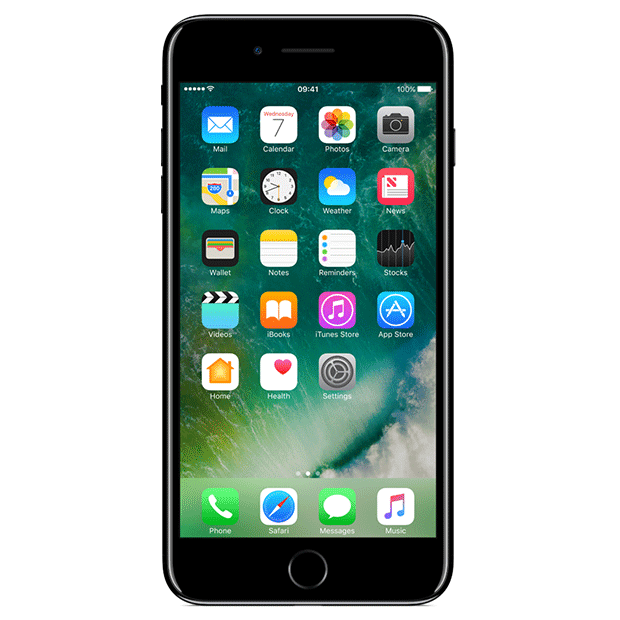 09:41 100%
Wednesday
7
Mail Calendar Photos Camera
280
Maps Clock Weather News
Wallet Notes Reminders Stocks
Videos iBooks iTunes Store App Store
Home Health Settings
Phone Safari Messages Music